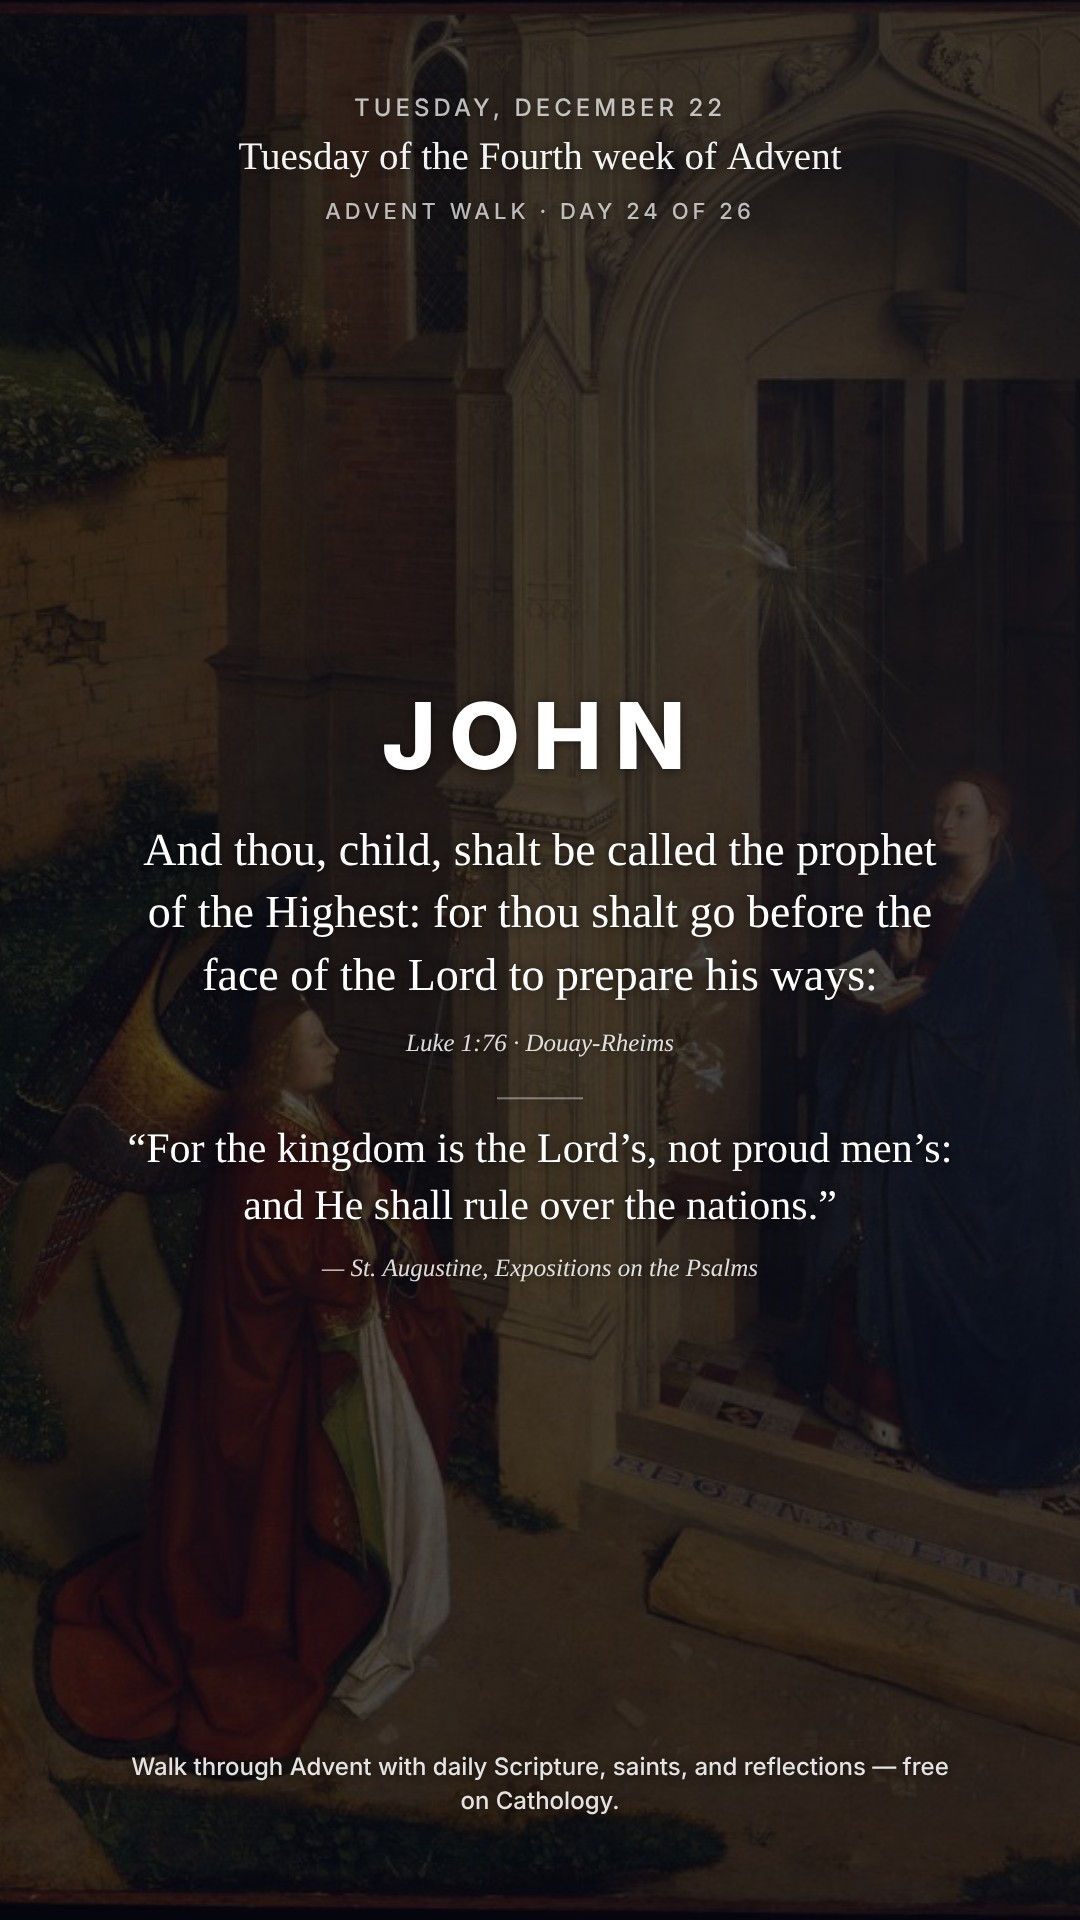 TUESDAY, DECEMBER 22
Tuesday of the Fourth week of Advent
ADVENT WALK · DAY 24 OF 26
JOHN
And thou, child, shalt be called the prophet
of the Highest: for thou shalt go before the
face of the Lord to prepare his ways:
Luke 1:76 · Douay-Rheims
“For the kingdom is the Lord’s, not proud men’s:
and He shall rule over the nations.”
— St. Augustine, Expositions on the Psalms
Walk through Advent with daily Scripture, saints, and reflections — free
on Cathology.